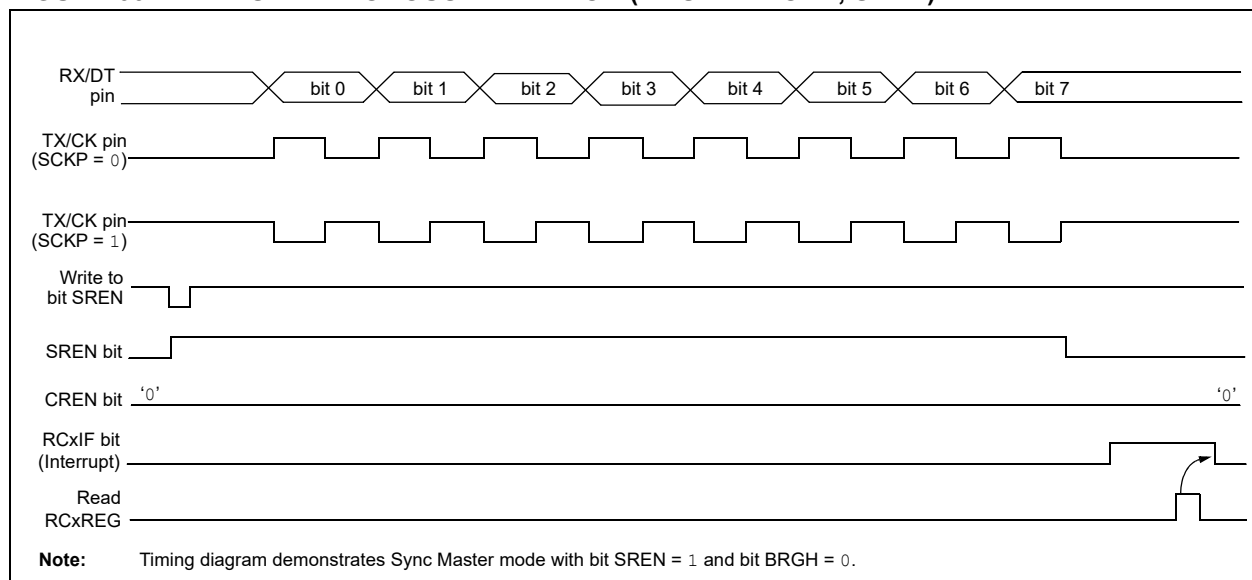 RX/DT
pin
bit 0
bit 1
bit 2
bit 3
bit 4
bit 5
bit 6
bit 7
TX/CK pin
(SCKP = 0)
TX/CK pin
(SCKP = 1)
Write to
bit SREN
SREN bit
CREN bit
‘0’
‘0’
RCxIF bit
(Interrupt)
Read
RCxREG
Note: Timing diagram demonstrates Sync Master mode with bit SREN = 1 and bit BRGH = 0.